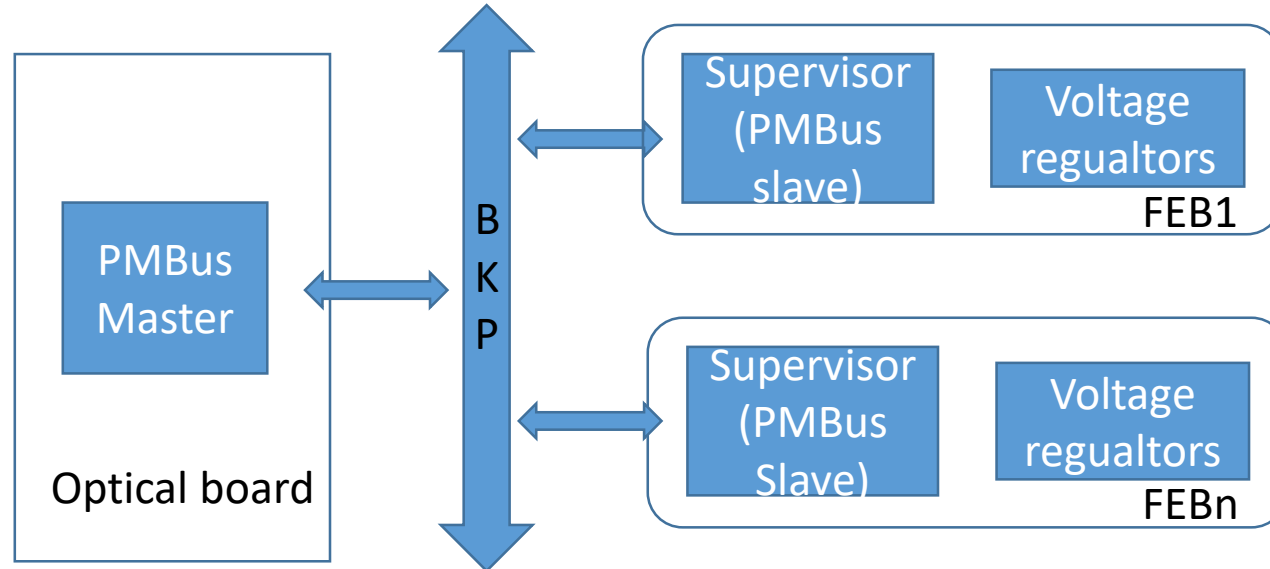 PMBus
Master
Optical board
B
K
P
Supervisor
(PMBus
slave)
Voltage
regualtors
FEB1
Supervisor
(PMBus
Slave)
Voltage
regualtors
FEBn